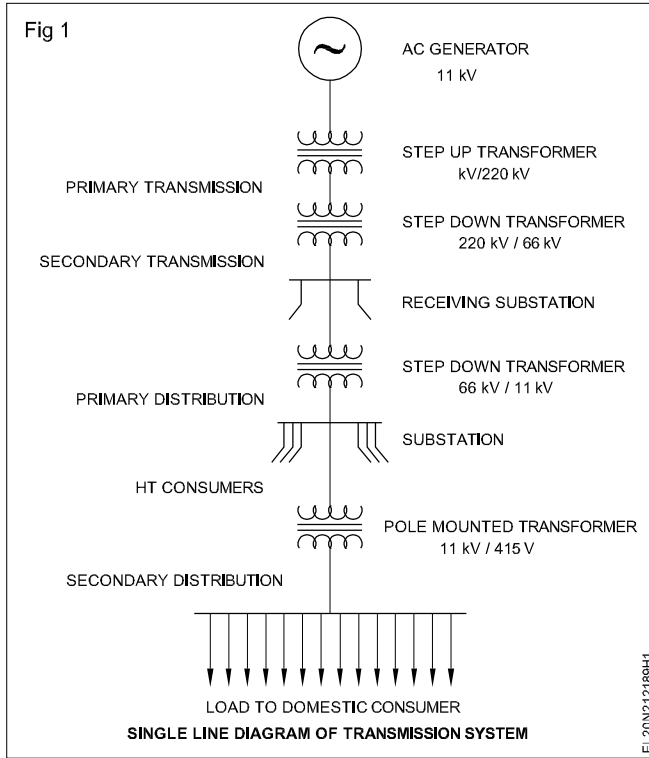 Fig 1
AC GENERATOR
11 kV
STEP UP TRANSFORMER
kV/220 kV
PRIMARY TRANSMISSION
STEP DOWN TRANSFORMER
220 kV / 66 kV
SECONDARY TRANSMISSION
RECEIVING SUBSTATION
STEP DOWN TRANSFORMER
66 kV / 11 kV
PRIMARY DISTRIBUTION
SUBSTATION
HT CONSUMERS
POLE MOUNTED TRANSFORMER
11 kV / 415 V
SECONDARY DISTRIBUTION
LOAD TO DOMESTIC CONSUMER
SINGLE LINE DIAGRAM OF TRANSMISSION SYSTEM